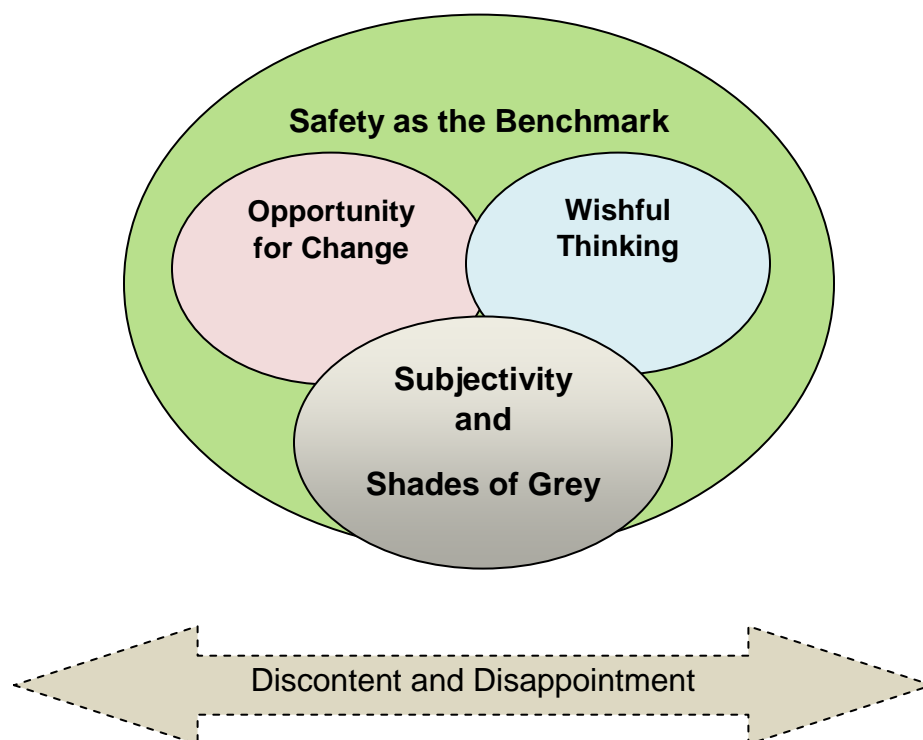 Safety as the Benchmark
Opportunity
for Change
Wishful
Thinking
Subjectivity
and
Shades of Grey
Discontent and Disappointment